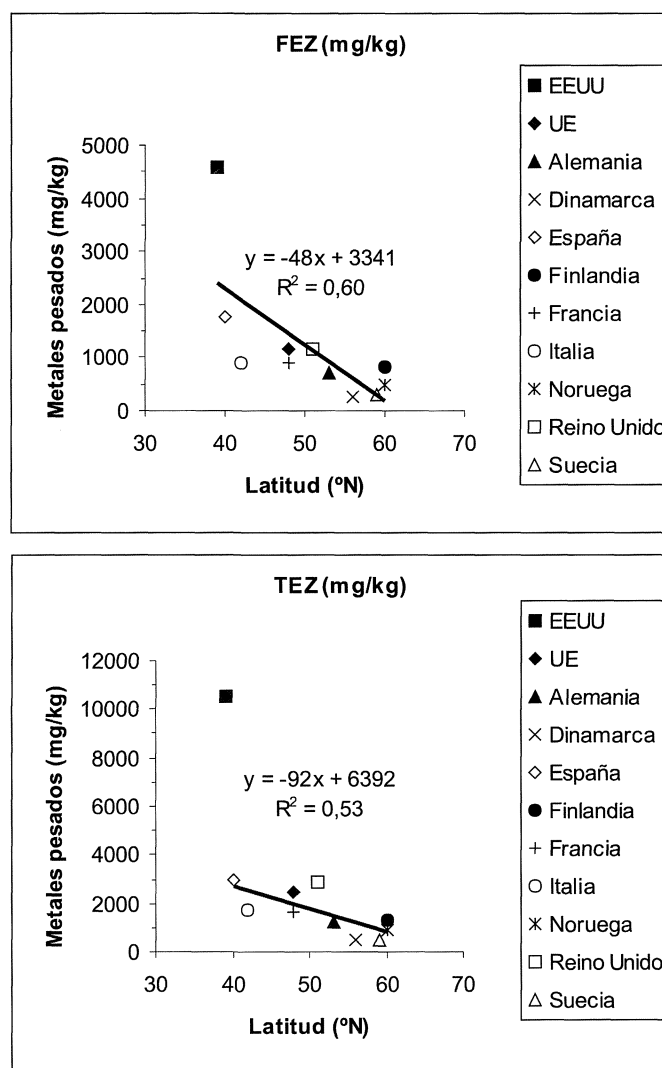 FEZ (mg/kg)
Metales pesados (mg/kg)
5000
4000
3000
2000
1000
0
y = -48x + 3341
R² = 0,60
30 40 50 60 70
Latitud (ºN)
EEUU
UE
Alemania
Dinamarca
España
Finlandia
Francia
Italia
Noruega
Reino Unido
Suecia
TEZ (mg/kg)
Metales pesados (mg/kg)
12000
10000
8000
6000
4000
2000
0
y = -92x + 6392
R² = 0,53
30 40 50 60 70
Latitud (ºN)
EEUU
UE
Alemania
Dinamarca
España
Finlandia
Francia
Italia
Noruega
Reino Unido
Suecia